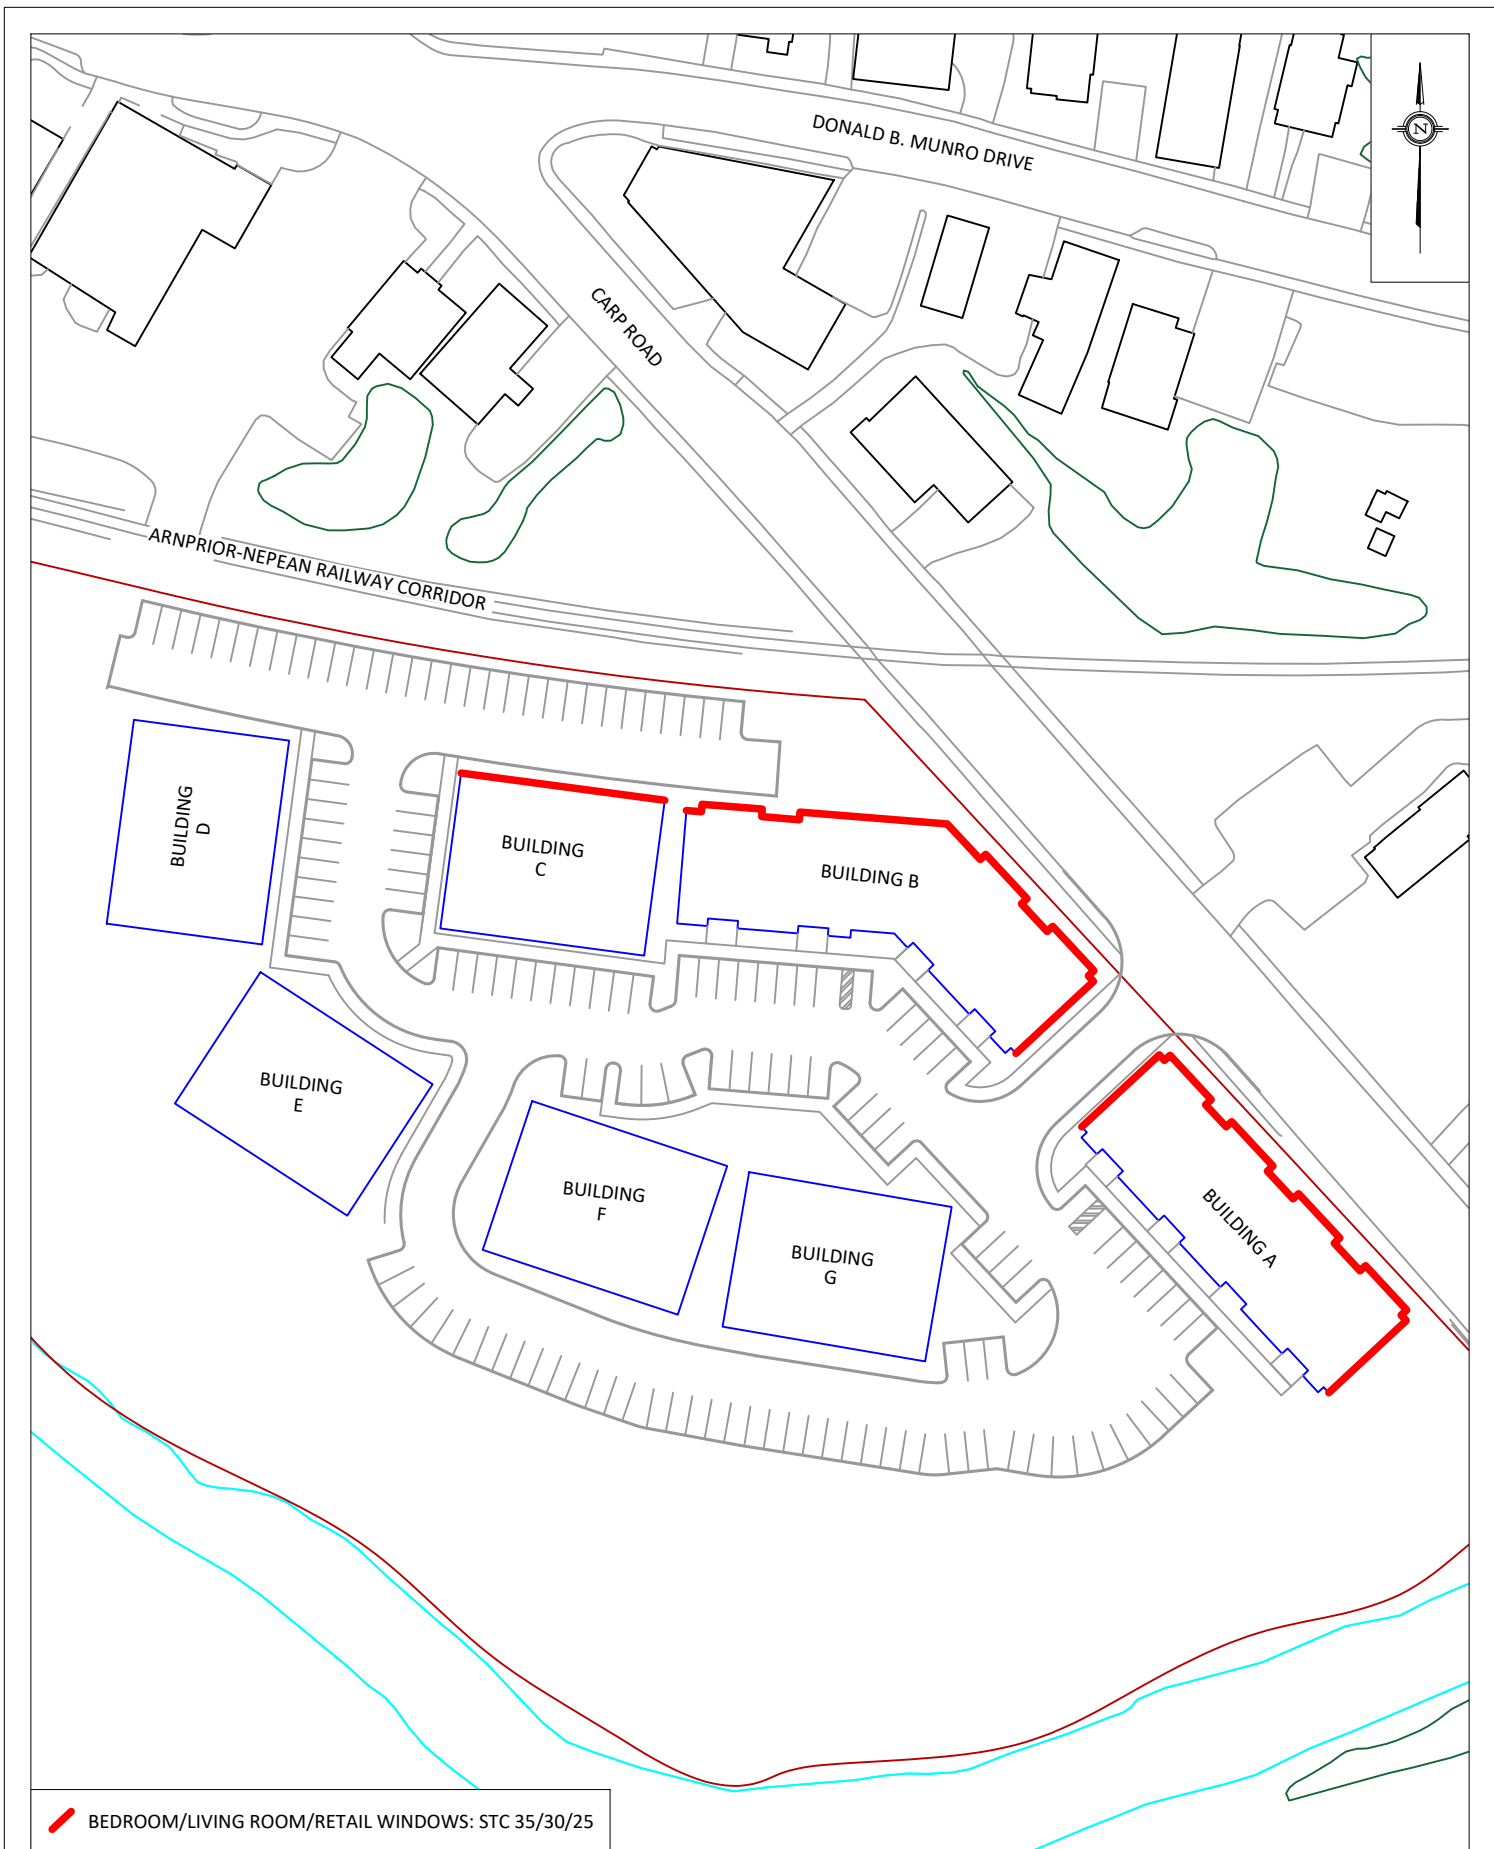 DONALD B. MUNRO DRIVE
N
CARP ROAD
ARNPRIOR-NEPEAN RAILWAY CORRIDOR
BUILDING
D
BUILDING
C
BUILDING B
BUILDING
E
BUILDING
F
BUILDING
G
BUILDING A
BEDROOM/LIVING ROOM/RETAIL WINDOWS: STC 35/30/25